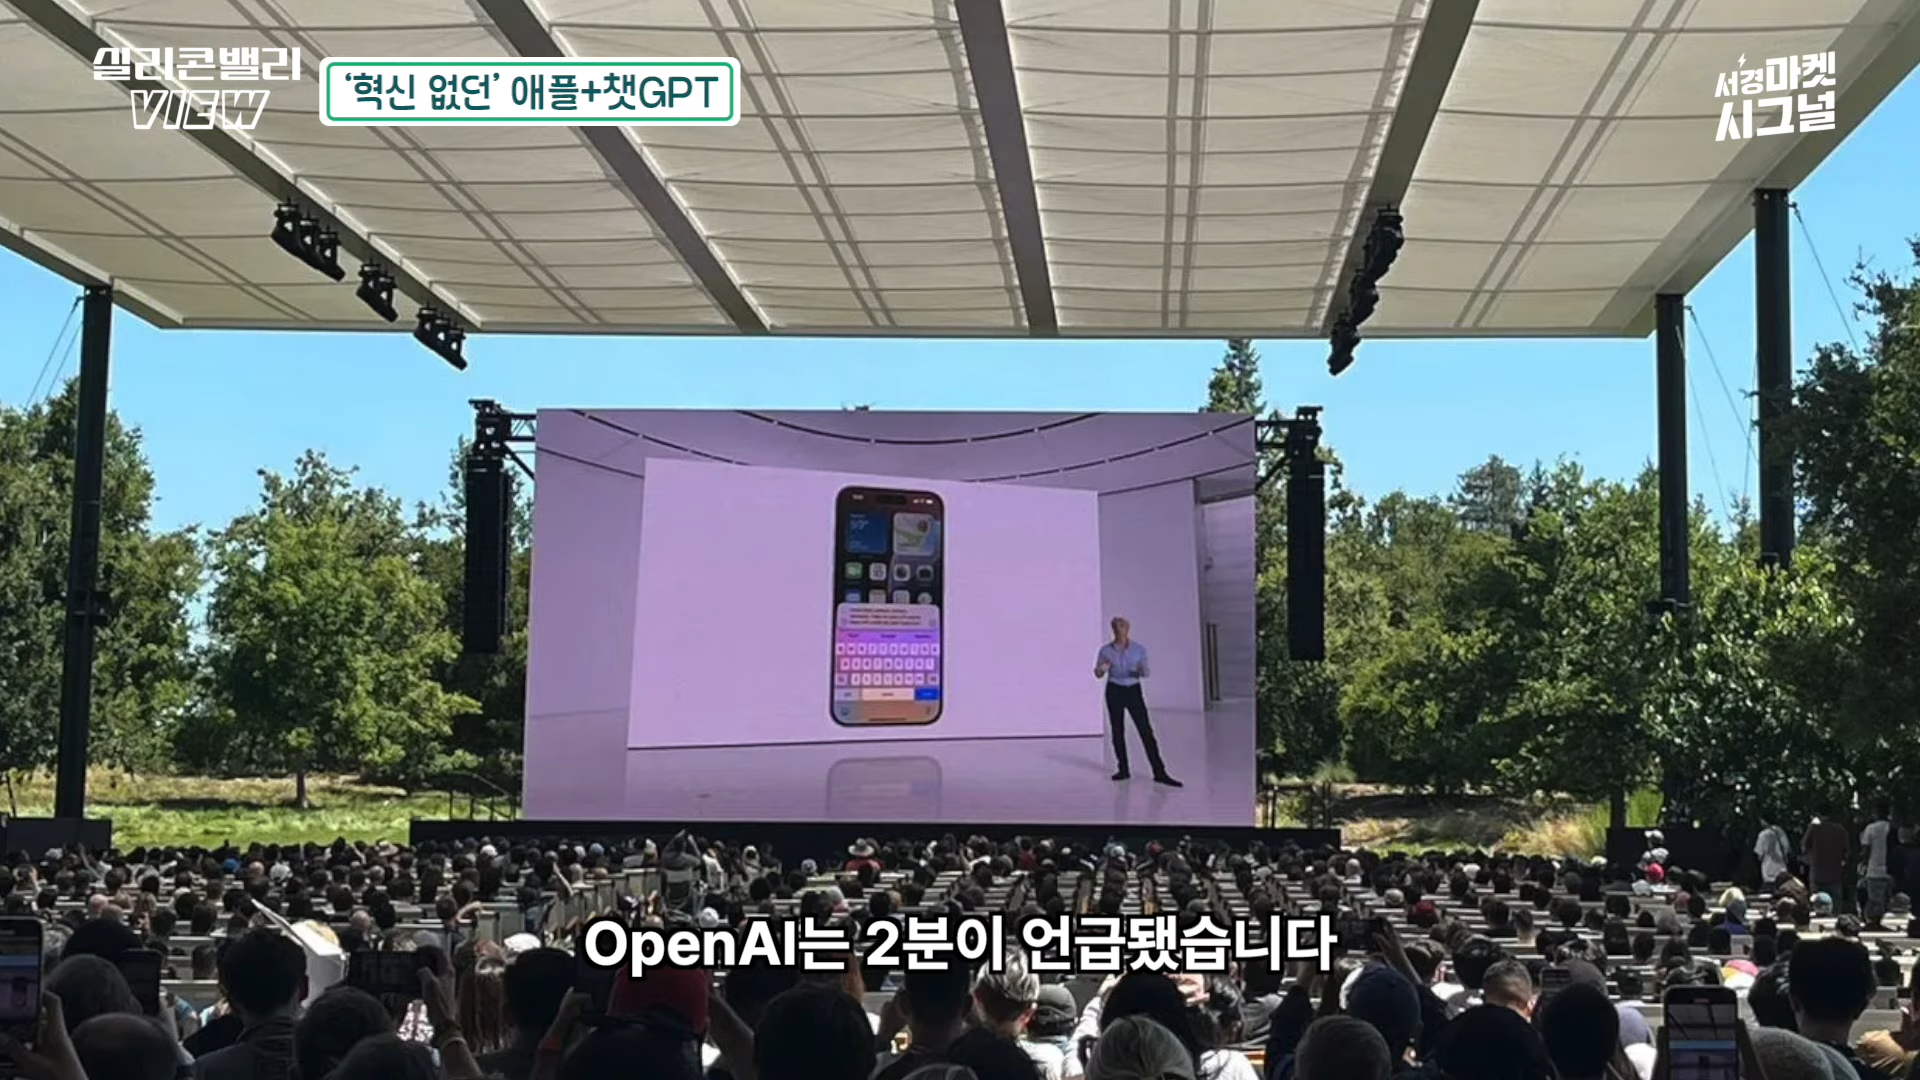 실리콘밸리
VIEW
‘혁신 없던’ 애플+챗GPT
서경마켓
시그널
OpenAI는 2분이 언급됐습니다